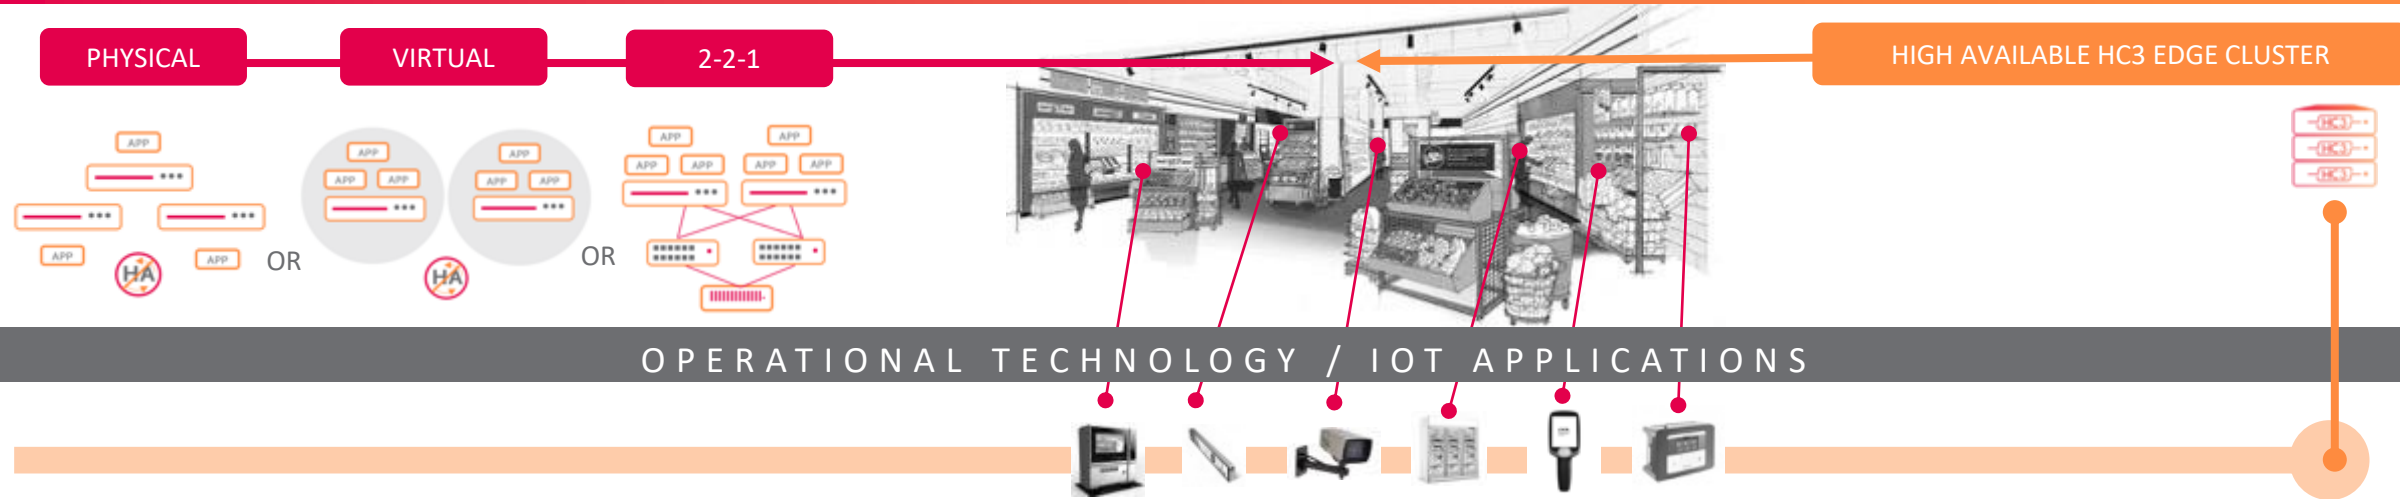 PHYSICAL
VIRTUAL
2-2-1
HIGH AVAILABLE HC3 EDGE CLUSTER
APP
APP
APP
HA
OR
APP
APP APP
APP
APP APP
HA
OR
APP
APP
APP APP
APP APP
HC3
HC3
HC3
OPERATIONAL TECHNOLOGY / IOT APPLICATIONS